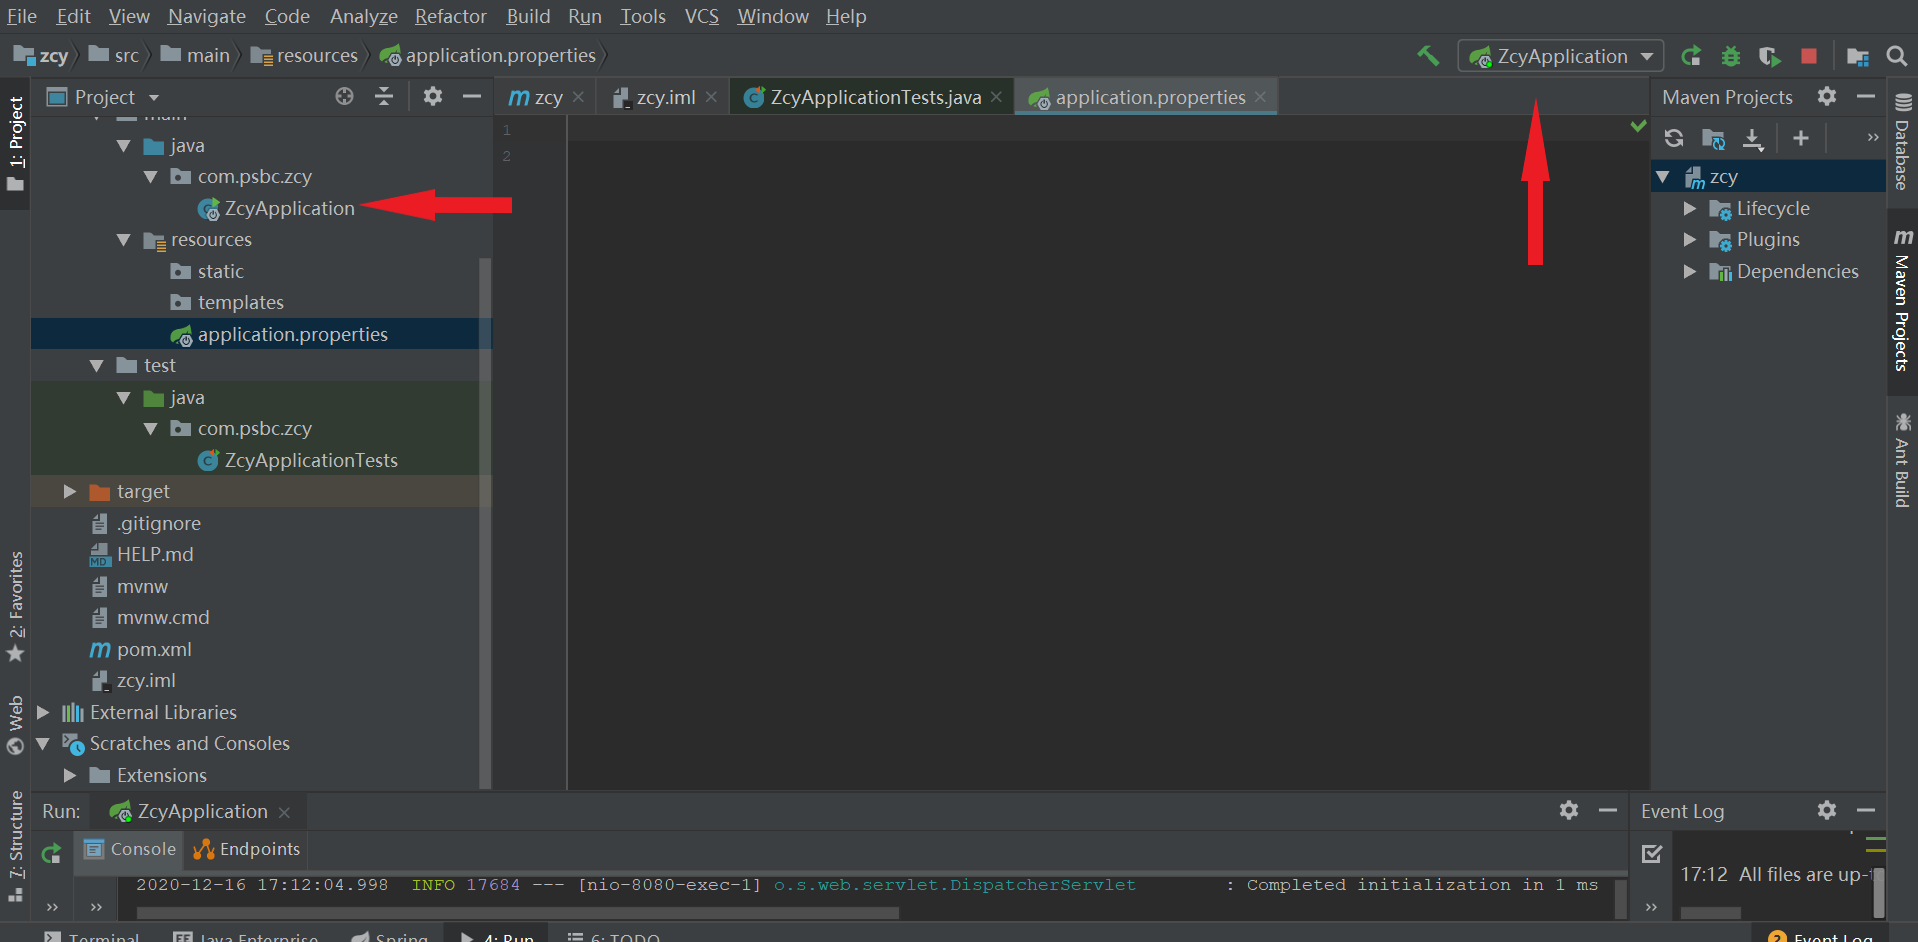 File Edit View Navigate Code Analyze Refactor Build Run Tools VCS Window Help
zcy src main resources application.properties ZcyApplication
1: Project
Project
zcy zcy.iml ZcyApplicationTests.java application.properties
main
java
com.psbc.zcy
ZcyApplication
resources
static
templates
application.properties
test
java
com.psbc.zcy
ZcyApplicationTests
target
.gitignore
HELP.md
mvnw
mvnw.cmd
pom.xml
zcy.iml
External Libraries
Scratches and Consoles
Extensions
1
2
Maven Projects
zcy
Lifecycle
Plugins
Dependencies
Database
Maven Projects
Ant Build
2: Favorites
Web
7: Structure
Run: ZcyApplication
Console Endpoints
2020-12-16 17:12:04.998 INFO 17684 --- [nio-8080-exec-1] o.s.web.servlet.DispatcherServlet : Completed initialization in 1 ms
Event Log
17:12 All files are up-t
Terminal Java Enterprise Spring 4: Run 6: TODO 2 Event Log